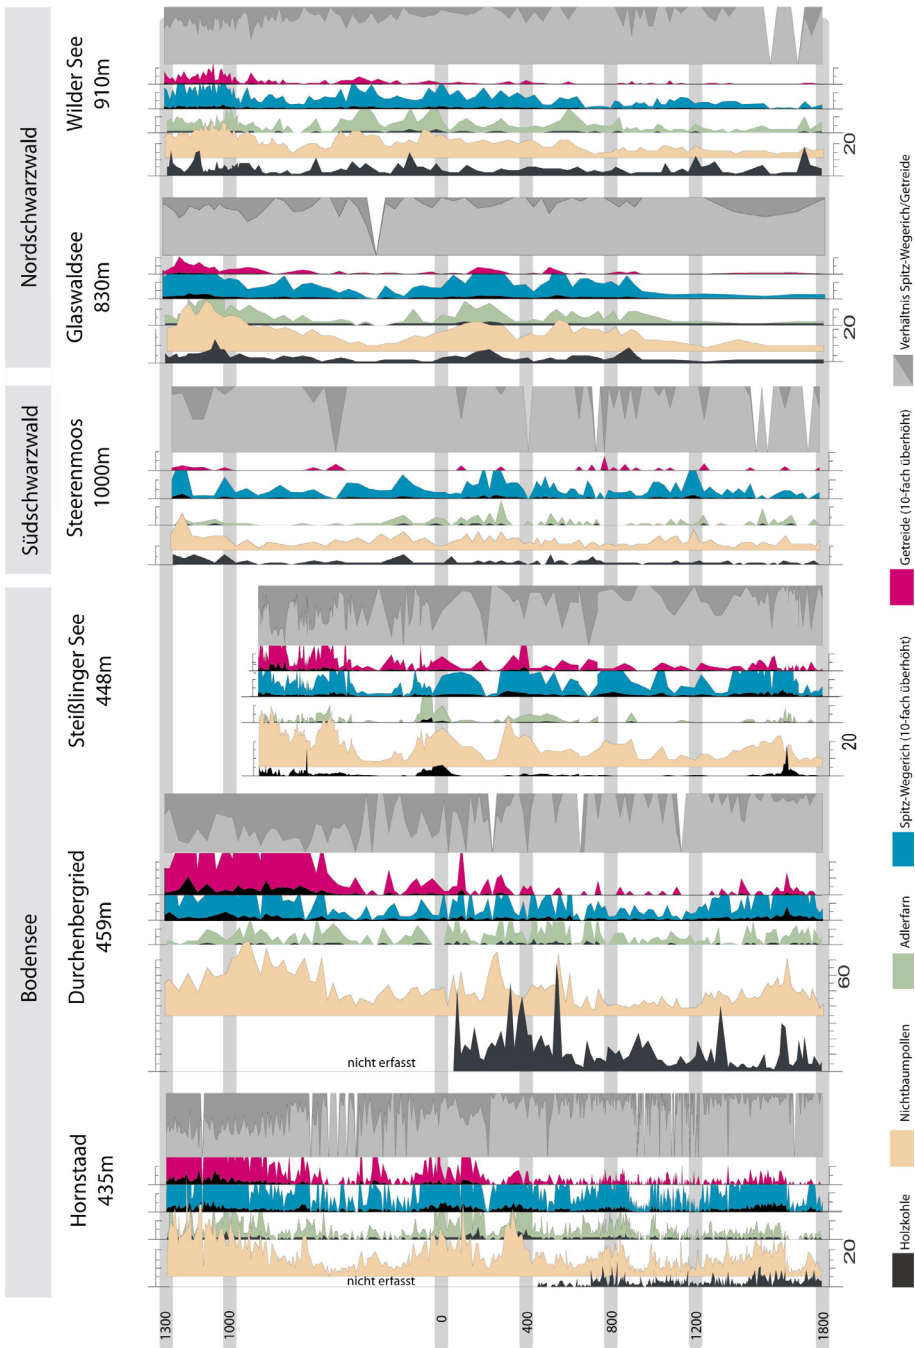 Nordschwarzwald
Südschwarzwald
Bodensee
Wilder See
910m
Glaswaldsee
830m
Steerenmoos
1000m
Steißlinger See
448m
Durchenbergried
459m
Hornstaad
435m
nicht erfasst
nicht erfasst
20
20
20
60
20
1300
1000
0
400
800
1200
1800
Holzkohle
Nichtbaumpollen
Adlerfarn
Spitz-Wegerich (10-fach überhöht)
Getreide (10-fach überhöht)
Verhältnis Spitz-Wegerich/Getreide